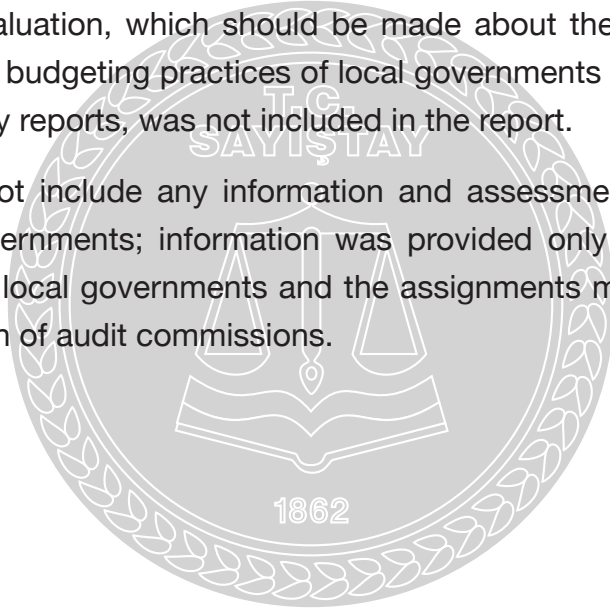 aluation, which should be made about the
budgeting practices of local governments
y reports, was not included in the report.
ot include any information and assessme
ernments; information was provided only
local governments and the assignments m
n of audit commissions.
T.C.
SAYIŞTAY
1862